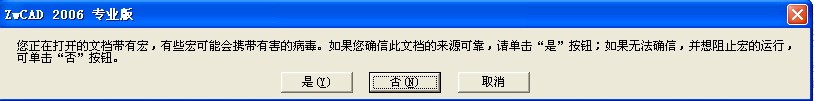 ZwCAD 2006 专业版
您正在打开的文档带有宏，有些宏可能会携带有害的病毒。如果您确信此文档的来源可靠，请单击“是”按钮；如果无法确信，并想阻止宏的运行，
可单击“否”按钮。
是(Y) 否(N) 取消